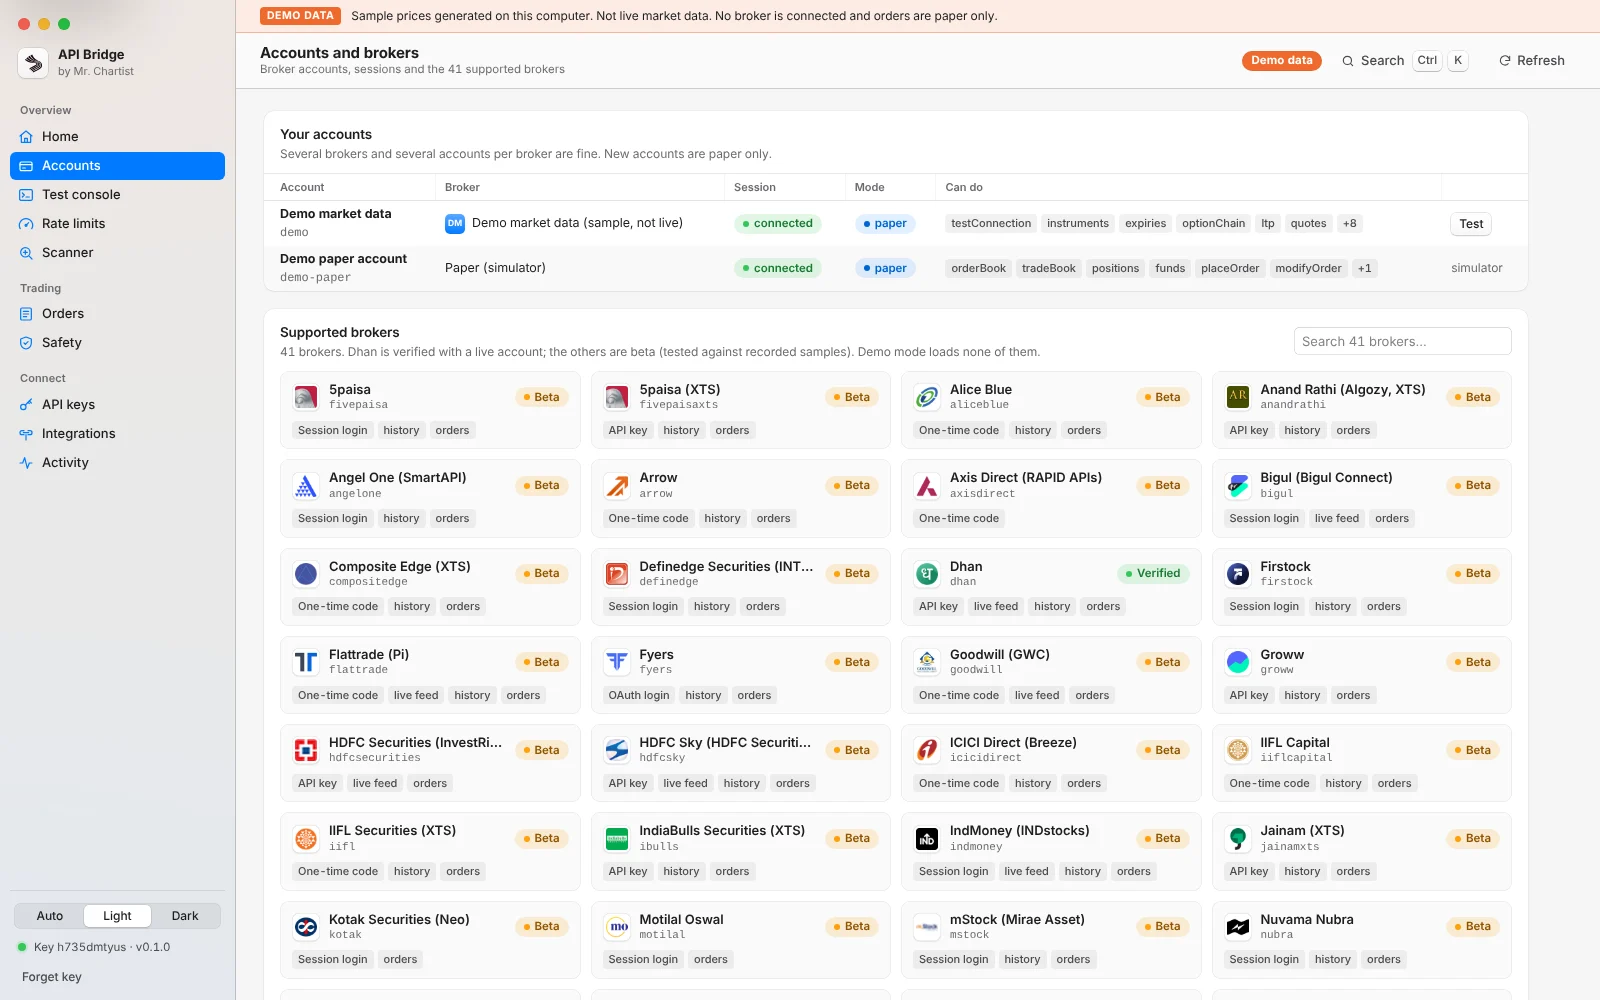 DEMO DATA Sample prices generated on this computer. Not live market data. No broker is connected and orders are paper only.
API Bridge
by Mr. Chartist
Overview
Home
Accounts
Test console
Rate limits
Scanner
Trading
Orders
Safety
Connect
API keys
Integrations
Activity
Auto Light Dark
Key h735dmtyus · v0.1.0
Forget key
Accounts and brokers
Broker accounts, sessions and the 41 supported brokers
Demo data Search Ctrl K Refresh
Your accounts
Several brokers and several accounts per broker are fine. New accounts are paper only.
Account Broker Session Mode Can do
Demo market data
demo
DM Demo market data (sample, not live) connected paper testConnection instruments expiries optionChain ltp quotes +8 Test
Demo paper account
demo-paper
Paper (simulator) connected paper orderBook tradeBook positions funds placeOrder modifyOrder +1 simulator
Supported brokers
41 brokers. Dhan is verified with a live account; the others are beta (tested against recorded samples). Demo mode loads none of them.
Search 41 brokers...
5paisa Beta
fivepaisa
Session login history orders
5paisa (XTS) Beta
fivepaisaxts
API key history orders
Alice Blue Beta
aliceblue
One-time code history orders
AR Anand Rathi (Algozy, XTS) Beta
anandrathi
API key history orders
Angel One (SmartAPI) Beta
angelone
Session login history orders
Arrow Beta
arrow
One-time code history orders
Axis Direct (RAPID APIs) Beta
axisdirect
One-time code
Bigul (Bigul Connect) Beta
bigul
Session login live feed orders
Composite Edge (XTS) Beta
compositedge
One-time code history orders
Definedge Securities (INT... Beta
definedge
Session login history orders
Dhan Verified
dhan
API key live feed history orders
Firstock Beta
firstock
Session login history orders
Flattrade (Pi) Beta
flattrade
One-time code live feed history orders
Fyers Beta
fyers
OAuth login history orders
Goodwill (GWC) Beta
goodwill
One-time code live feed orders
Groww Beta
groww
API key history orders
HDFC Securities (InvestRi... Beta
hdfcsecurities
API key live feed orders
HDFC Sky (HDFC Securiti... Beta
hdfcsky
API key live feed history orders
ICICI Direct (Breeze) Beta
icicidirect
One-time code history orders
IIFL Capital Beta
iiflcapital
One-time code history orders
IIFL Securities (XTS) Beta
iifl
One-time code history orders
IndiaBulls Securities (XTS) Beta
ibulls
API key history orders
IND IndMoney (INDstocks) Beta
indmoney
Session login live feed history orders
Jainam (XTS) Beta
jainamxts
API key history orders
Kotak Securities (Neo) Beta
kotak
Session login orders
mo Motilal Oswal Beta
motilal
Session login orders
mStock (Mirae Asset) Beta
mstock
Session login history orders
Nuvama Nubra Beta
nubra
Session login history orders